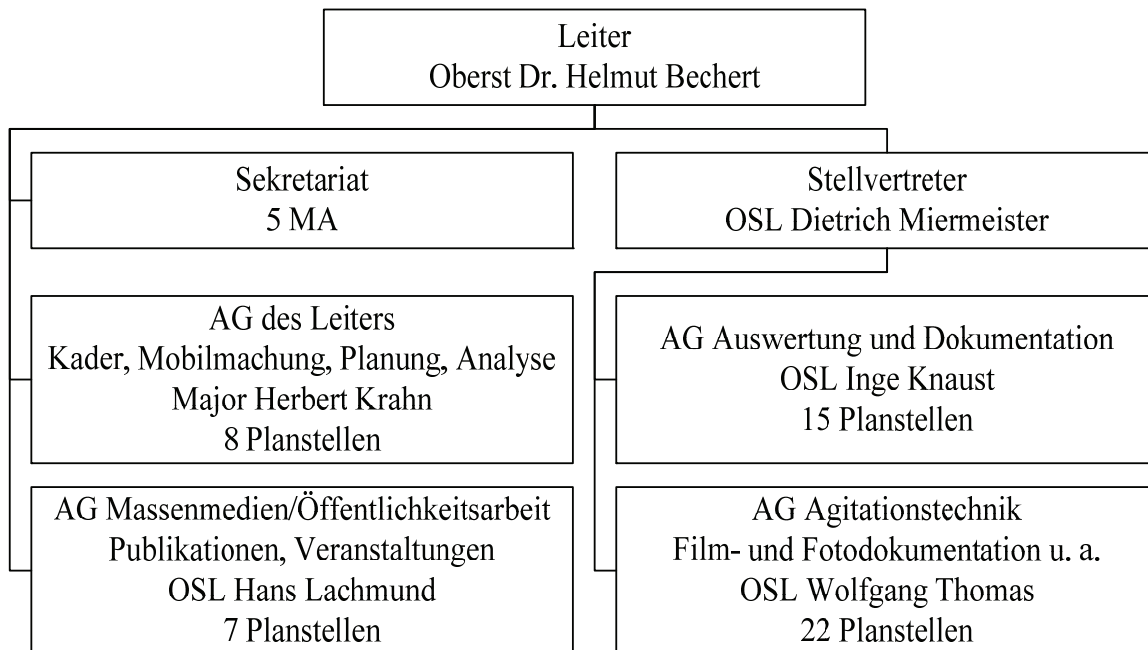 Leiter
Oberst Dr. Helmut Bechert
Sekretariat
5 MA
Stellvertreter
OSL Dietrich Miermeister
AG des Leiters
Kader, Mobilmachung, Planung, Analyse
Major Herbert Krahn
8 Planstellen
AG Auswertung und Dokumentation
OSL Inge Knaust
15 Planstellen
AG Massenmedien/Öffentlichkeitsarbeit
Publikationen, Veranstaltungen
OSL Hans Lachmund
7 Planstellen
AG Agitationstechnik
Film- und Fotodokumentation u. a.
OSL Wolfgang Thomas
22 Planstellen